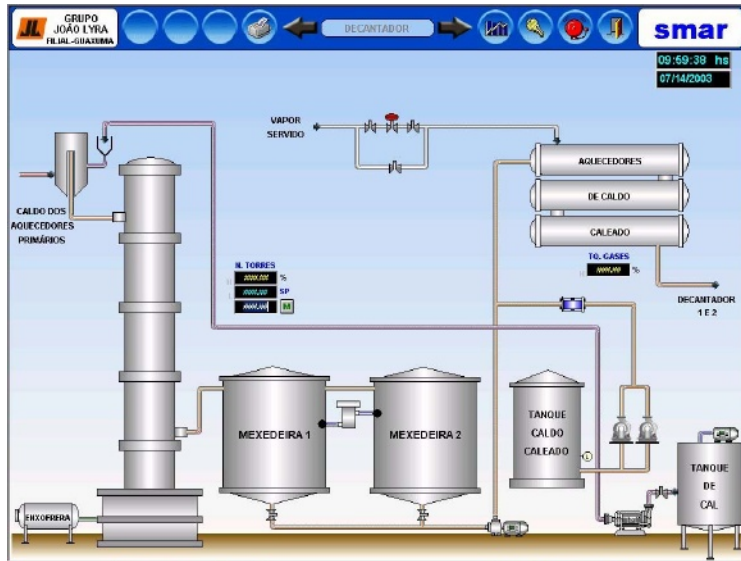 GRUPO
JOÃO LYRA
FILIAL-GUAXUMA
JL
DECANTADOR
smar
09:59:39 hs
07/14/2003
VAPOR
SERVIDO
AQUECEDORES
DE CALDO
CALEADO
CALDO DOS
AQUECEDORES
PRIMÁRIOS
N. TORRES
%
SP
M
TQ. GASES
%
DECANTADOR
1 E 2
MEXEDEIRA 1
MEXEDEIRA 2
TANQUE
CALDO
CALEADO
L
TANQUE
DE
CAL
ENXOFRERA